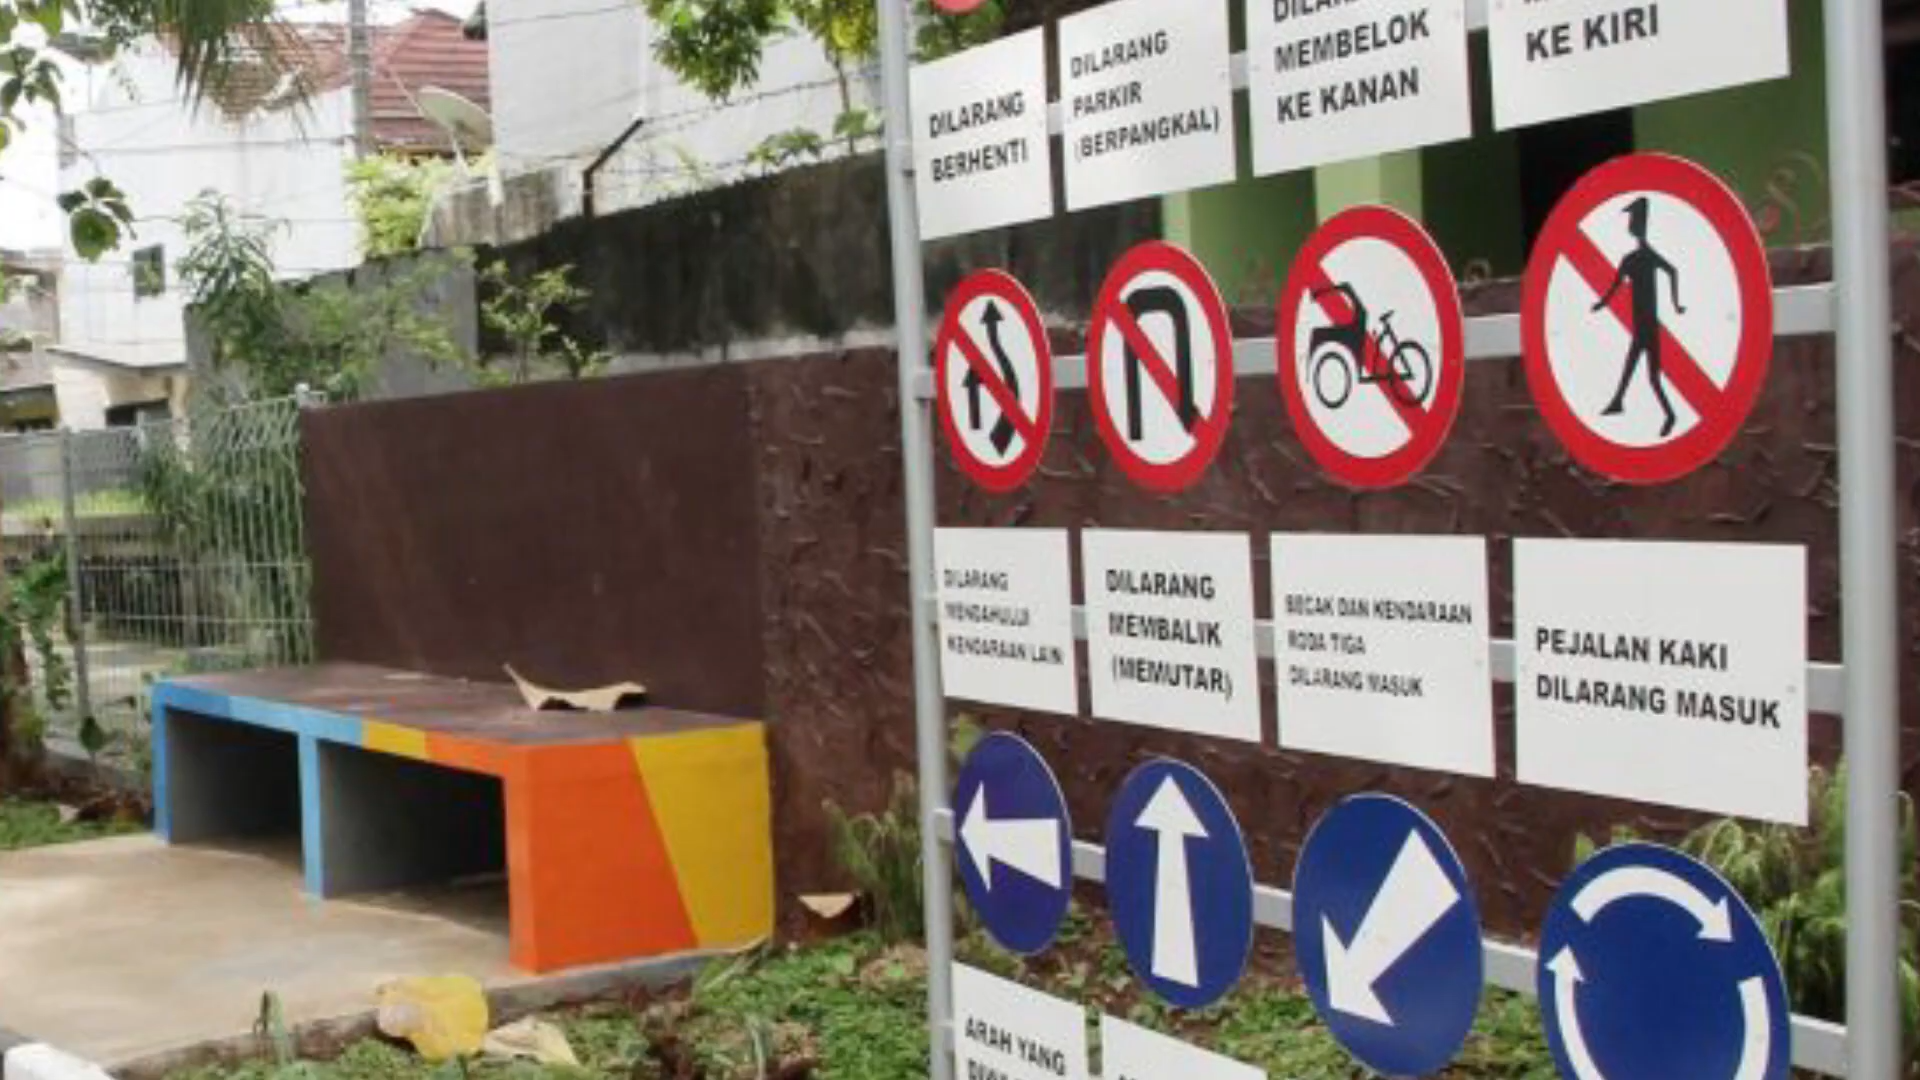 DILARANG
BERHENTI
DILARANG
PARKIR
(BERPANGKAL)
MEMBELOK
KE KANAN
KE KIRI
DILARANG
MENDAHULUI
KENDARAAN LAIN
DILARANG
MEMBALIK
(MEMUTAR)
BECAK DAN KENDARAAN
RODA TIGA
DILARANG MASUK
PEJALAN KAKI
DILARANG MASUK
ARAH YANG